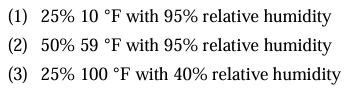 (1) 25% 10 °F with 95% relative humidity
(2) 50% 59 °F with 95% relative humidity
(3) 25% 100 °F with 40% relative humidity